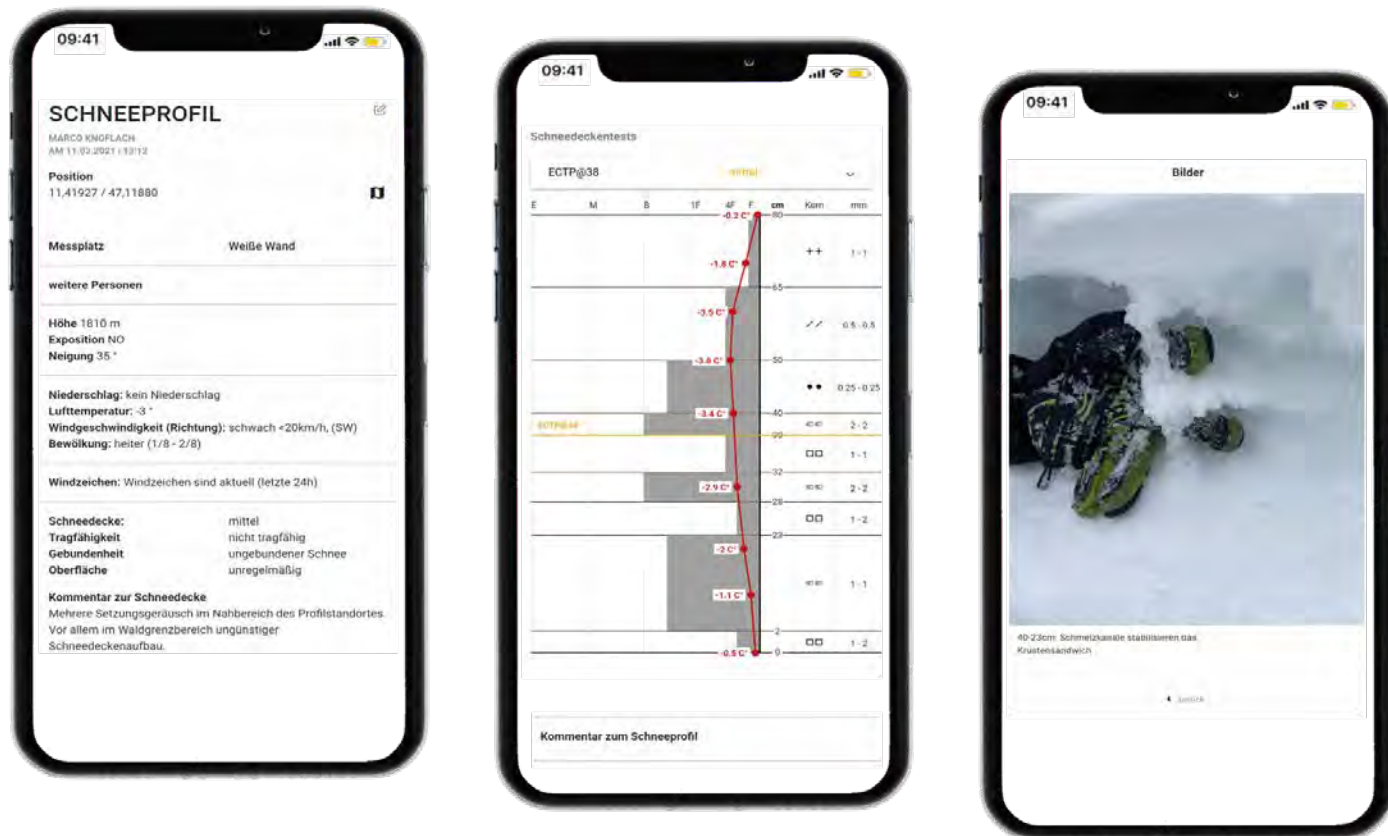 09:41
SCHNEEPROFIL
MARCO KNOFLACH
Position
11,41927 / 47,11880
Messplatz Weiße Wand
weitere Personen
Höhe 1810 m
Exposition NO
Neigung 35 °
Niederschlag: kein Niederschlag
Lufttemperatur: -3 °
Windgeschwindigkeit (Richtung): schwach <20km/h, (SW)
Bewölkung: heiter (1/8 - 2/8)
Windzeichen: Windzeichen sind aktuell (letzte 24h)
Schneedecke: mittel
Tragfähigkeit nicht tragfähig
Gebundenheit ungebundener Schnee
Oberfläche unregelmäßig
Kommentar zur Schneedecke
Mehrere Setzungsgeräusch im Nahbereich des Profilstandortes.
Vor allem im Waldgrenzbereich ungünstiger
Schneedeckenaufbau.
09:41
Schneedeckentests
ECTP@38 mittel
E M B 1F 4F F cm Korn mm
-0.2 C° 80
++ 1 - 1
-1.8 C°
65
-3.5 C°
0.5 - 0.5
-3.8 C° 50
0.25 - 0.25
-3.4 C° 40
ECTP@38 2 - 2
1 - 1
32
-2.9 C° 2 - 2
28
1 - 2
23
-2 C°
1 - 1
-1.1 C°
2
1 - 2
-0.5 C° 0
Kommentar zum Schneeprofil
09:41
Bilder
40-23cm: Schmelzkanäle stabilisieren das
Krustensandwich
zurück